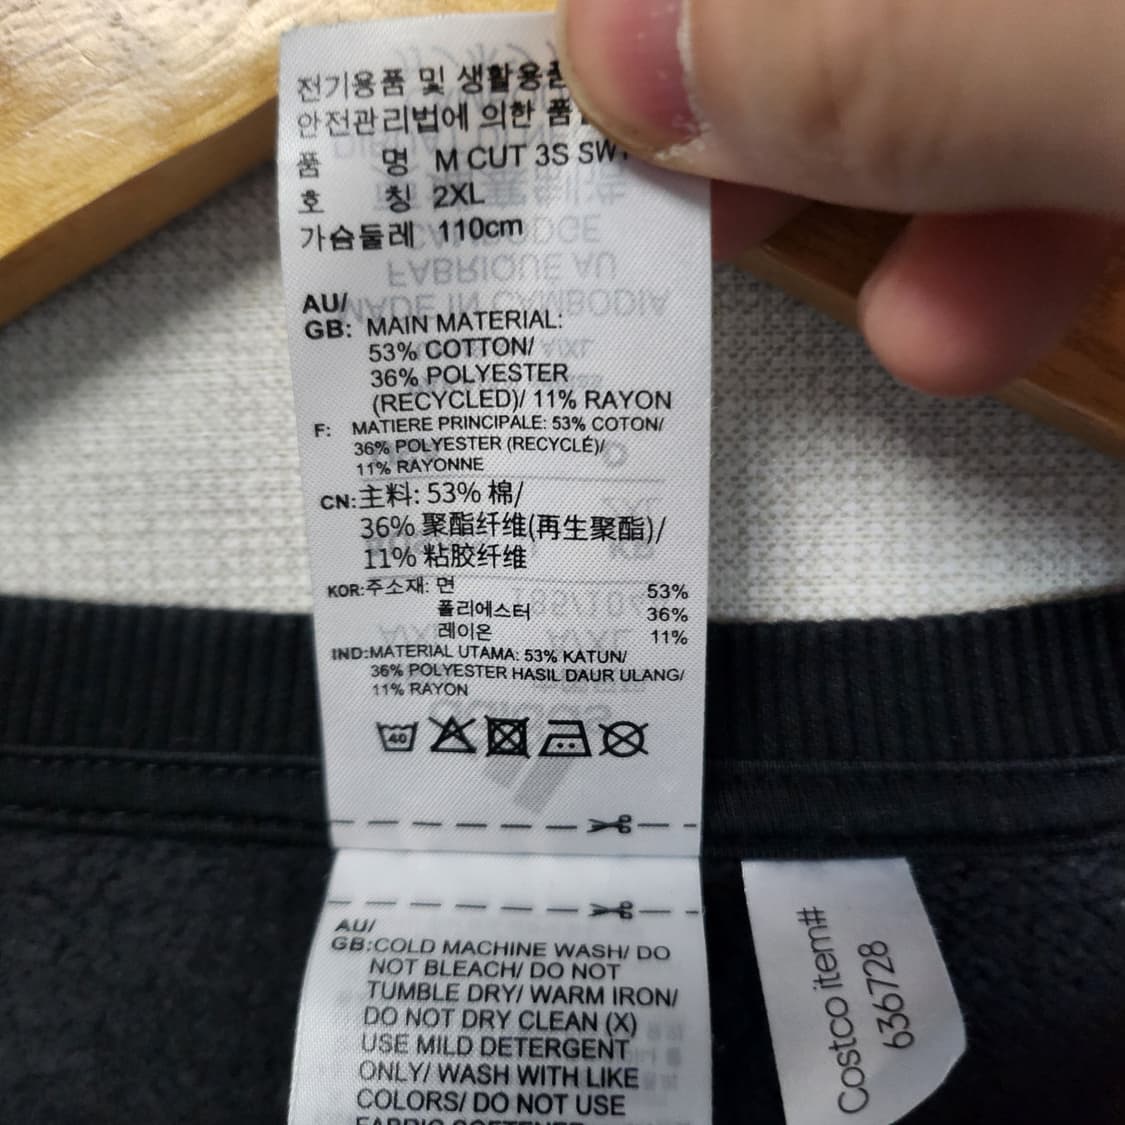 전기용품 및 생활용품
안전관리법에 의한 품
품 명 M CUT 3S SWT
호 칭 2XL
가슴둘레 110cm
AU/
GB: MAIN MATERIAL:
53% COTTON/
36% POLYESTER
(RECYCLED)/ 11% RAYON
F: MATIERE PRINCIPALE: 53% COTON/
36% POLYESTER (RECYCLÉ)/
11% RAYONNE
CN:主料: 53% 棉/
36% 聚酯纤维(再生聚酯)/
11% 粘胶纤维
KOR:주소재: 면 53%
폴리에스터 36%
레이온 11%
IND:MATERIAL UTAMA: 53% KATUN/
36% POLYESTER HASIL DAUR ULANG/
11% RAYON
40
AU/
GB:COLD MACHINE WASH/ DO
NOT BLEACH/ DO NOT
TUMBLE DRY/ WARM IRON/
DO NOT DRY CLEAN (X)
USE MILD DETERGENT
ONLY/ WASH WITH LIKE
COLORS/ DO NOT USE
FABRIC SOFTENER
Costco item#
636728